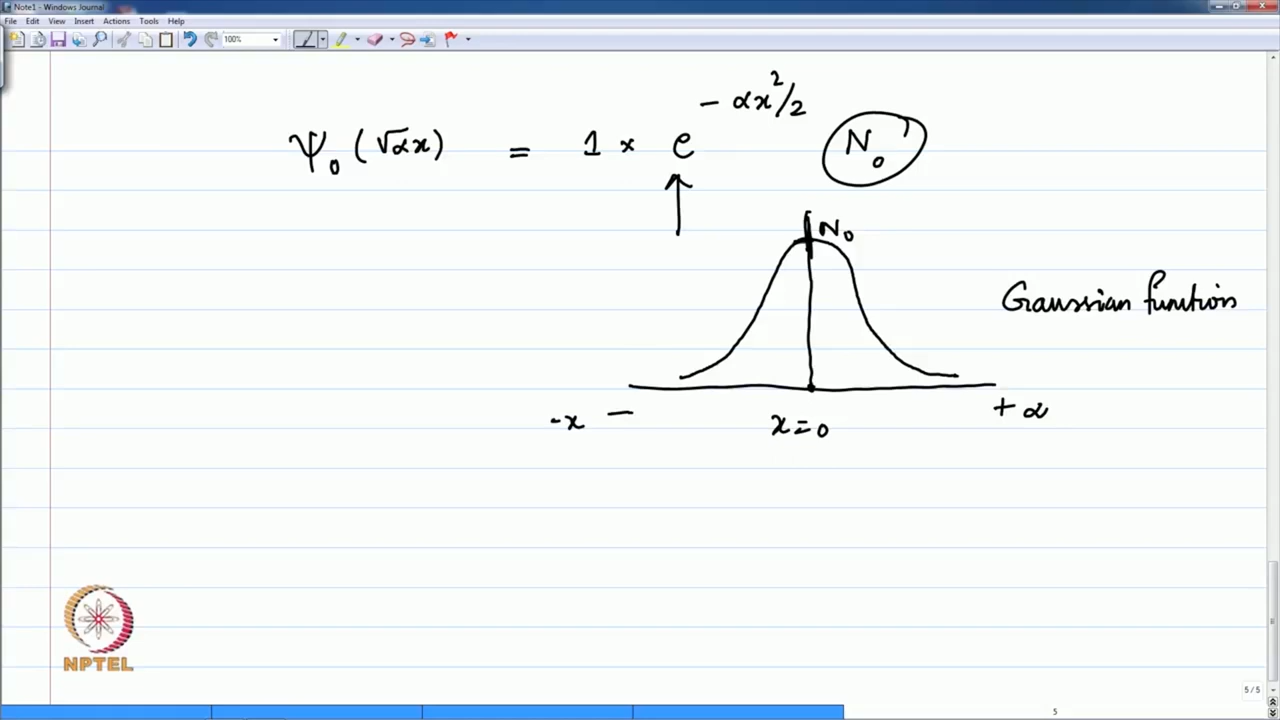 Note1 - Windows Journal
File Edit View Insert Actions Tools Help
100%
ψ₀ (√αx) = 1 × e^(- αx²/2) N₀
N₀
Gaussian function
-x — x=0 + α
NPTEL
5/5
5